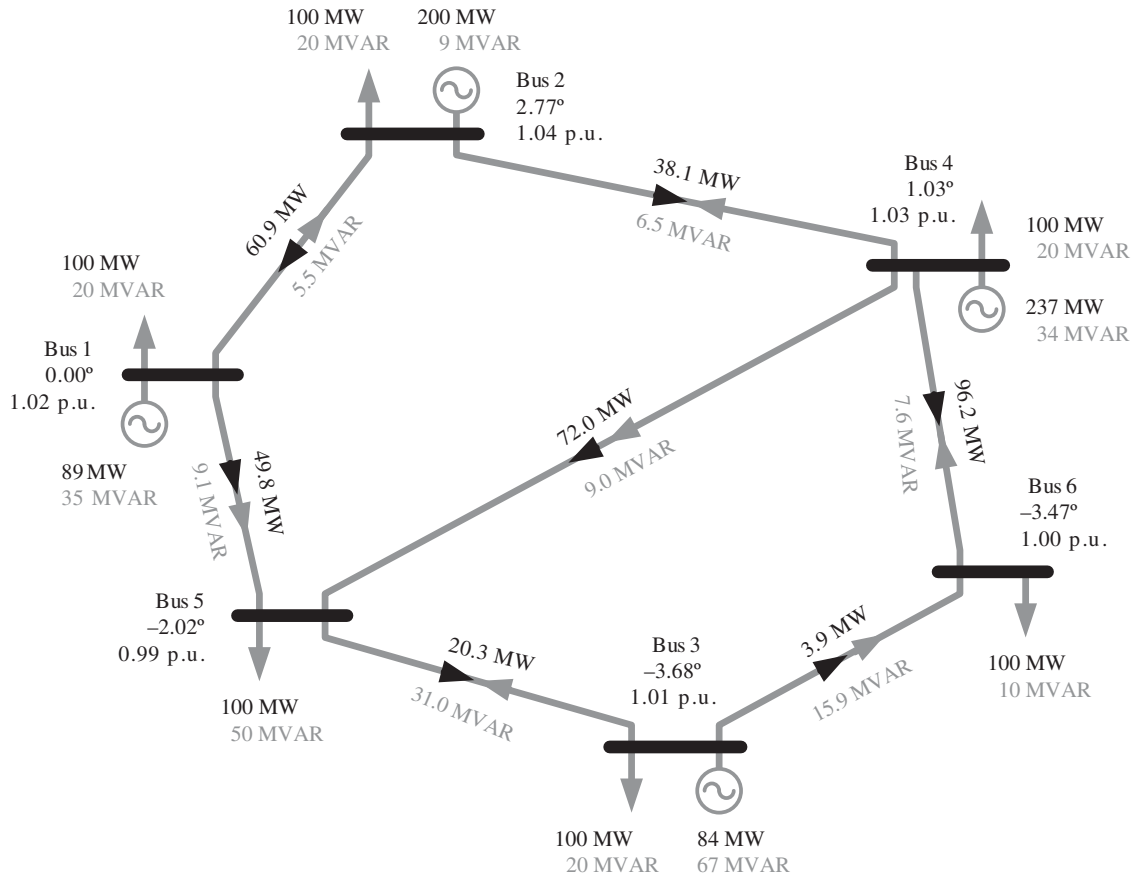 100 MW
20 MVAR
200 MW
9 MVAR
Bus 2
2.77º
1.04 p.u.
38.1 MW
6.5 MVAR
Bus 4
1.03º
1.03 p.u.
100 MW
20 MVAR
237 MW
34 MVAR
60.9 MW
5.5 MVAR
100 MW
20 MVAR
Bus 1
0.00º
1.02 p.u.
89 MW
35 MVAR
49.8 MW
9.1 MVAR
72.0 MW
9.0 MVAR
96.2 MW
7.6 MVAR
Bus 6
–3.47º
1.00 p.u.
100 MW
10 MVAR
Bus 5
–2.02º
0.99 p.u.
100 MW
50 MVAR
20.3 MW
31.0 MVAR
Bus 3
–3.68º
1.01 p.u.
3.9 MW
15.9 MVAR
100 MW
20 MVAR
84 MW
67 MVAR